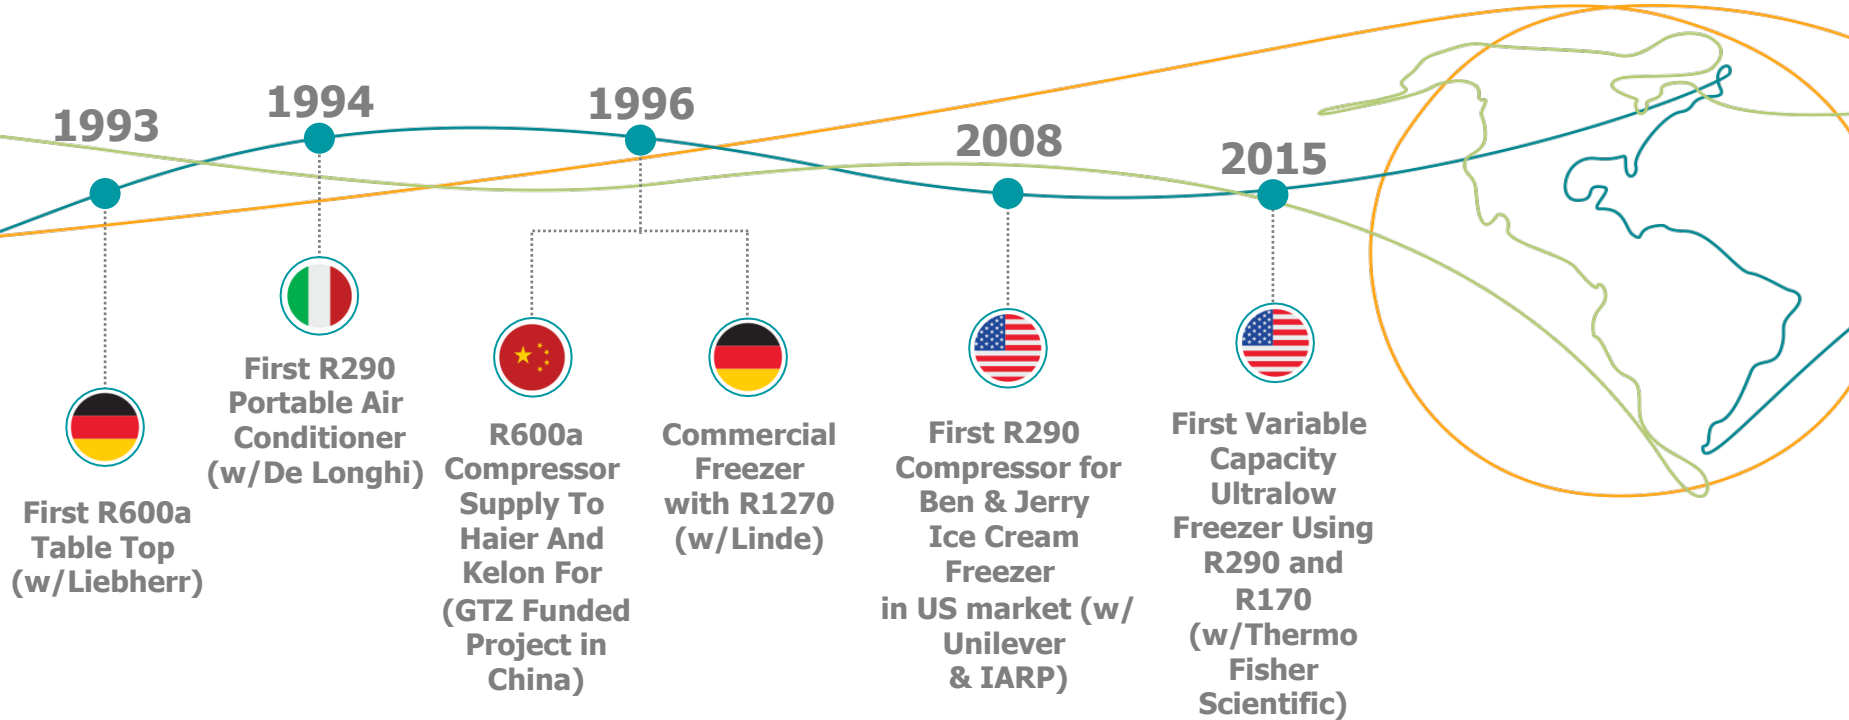 1993
First R600a
Table Top
(w/Liebherr)
1994
First R290
Portable Air
Conditioner
(w/De Longhi)
1996
R600a
Compressor
Supply To
Haier And
Kelon For
(GTZ Funded
Project in
China)
Commercial
Freezer
with R1270
(w/Linde)
2008
First R290
Compressor for
Ben & Jerry
Ice Cream
Freezer
in US market (w/
Unilever
& IARP)
2015
First Variable
Capacity
Ultralow
Freezer Using
R290 and
R170
(w/Thermo
Fisher
Scientific)